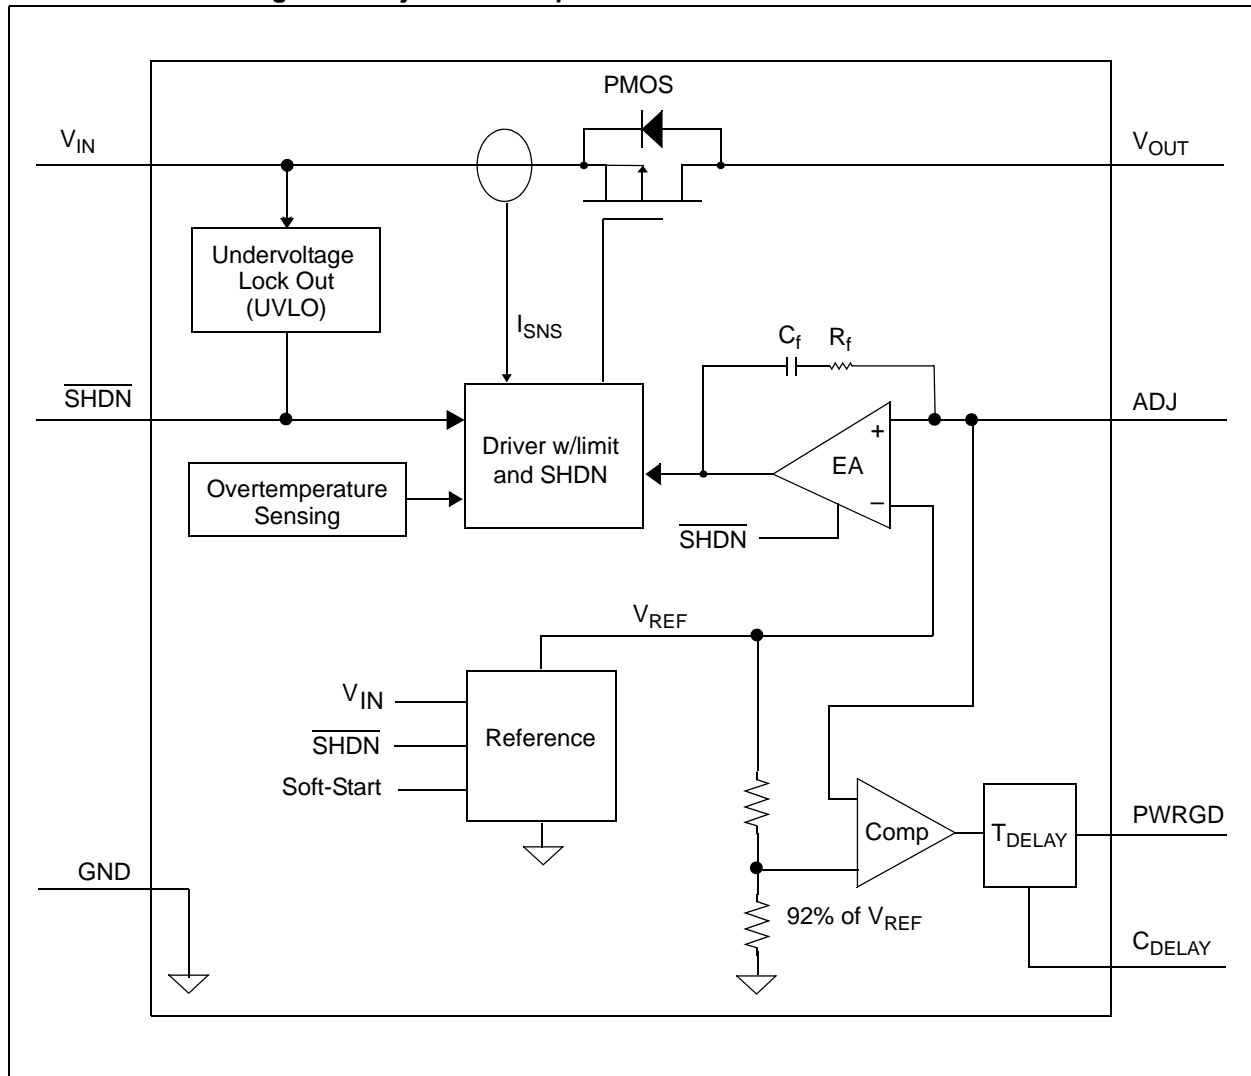 PMOS
V_IN
V_OUT
Undervoltage
Lock Out
(UVLO)
I_SNS
C_f
R_f
SHDN
ADJ
Driver w/limit
and SHDN
+
EA
−
Overtemperature
Sensing
SHDN
V_REF
V_IN
SHDN
Soft-Start
Reference
Comp
T_DELAY
PWRGD
GND
92% of V_REF
C_DELAY